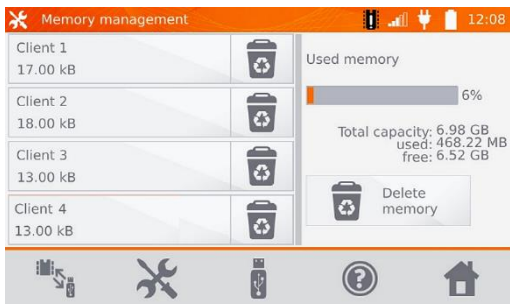 Memory management
12:08
Client 1
17.00 kB
Client 2
18.00 kB
Client 3
13.00 kB
Client 4
13.00 kB
Used memory
6%
Total capacity: 6.98 GB
used: 468.22 MB
free: 6.52 GB
Delete
memory